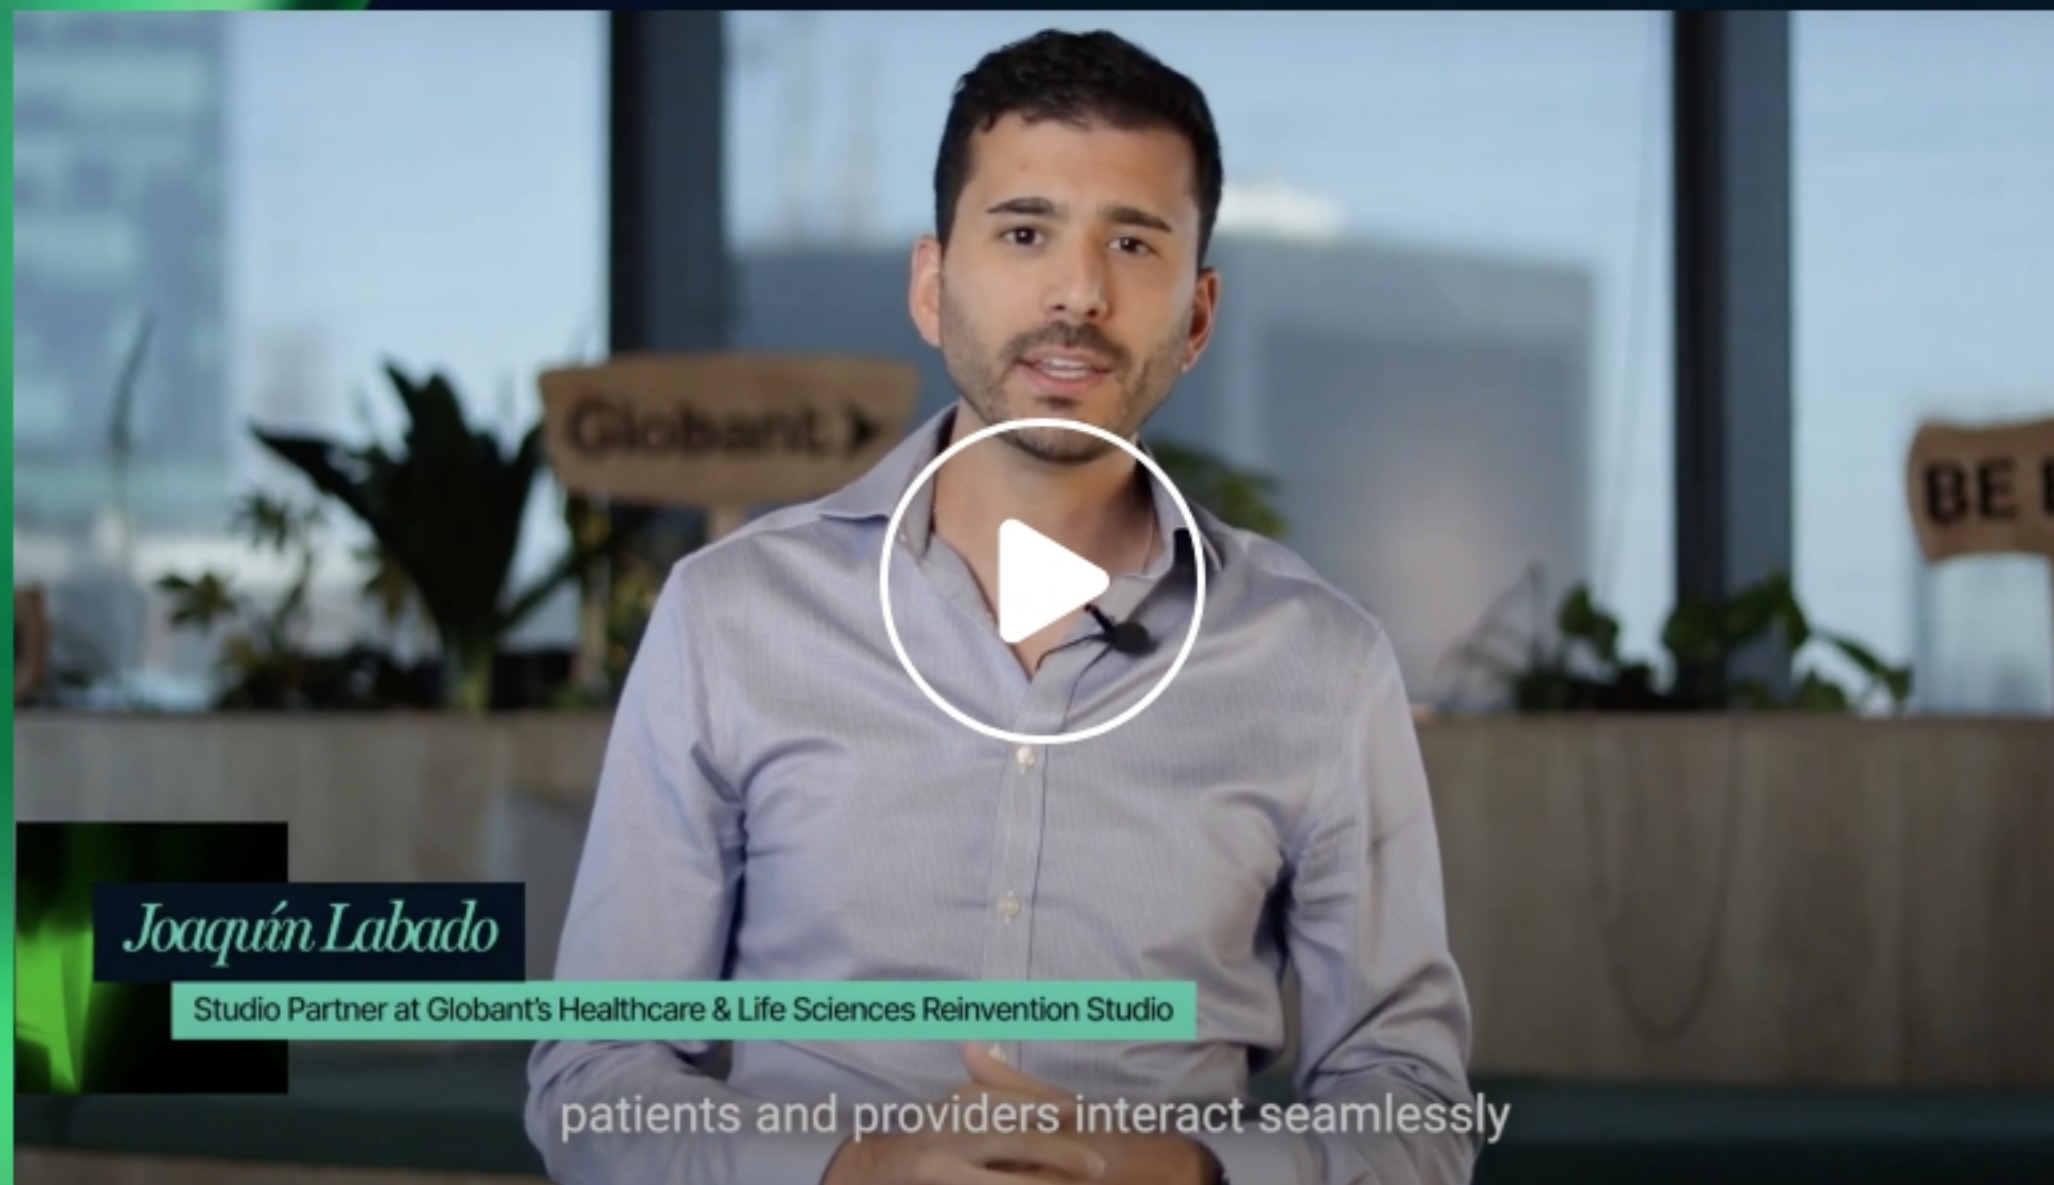 Globant
BE
Joaquín Labado
Studio Partner at Globant's Healthcare & Life Sciences Reinvention Studio
patients and providers interact seamlessly